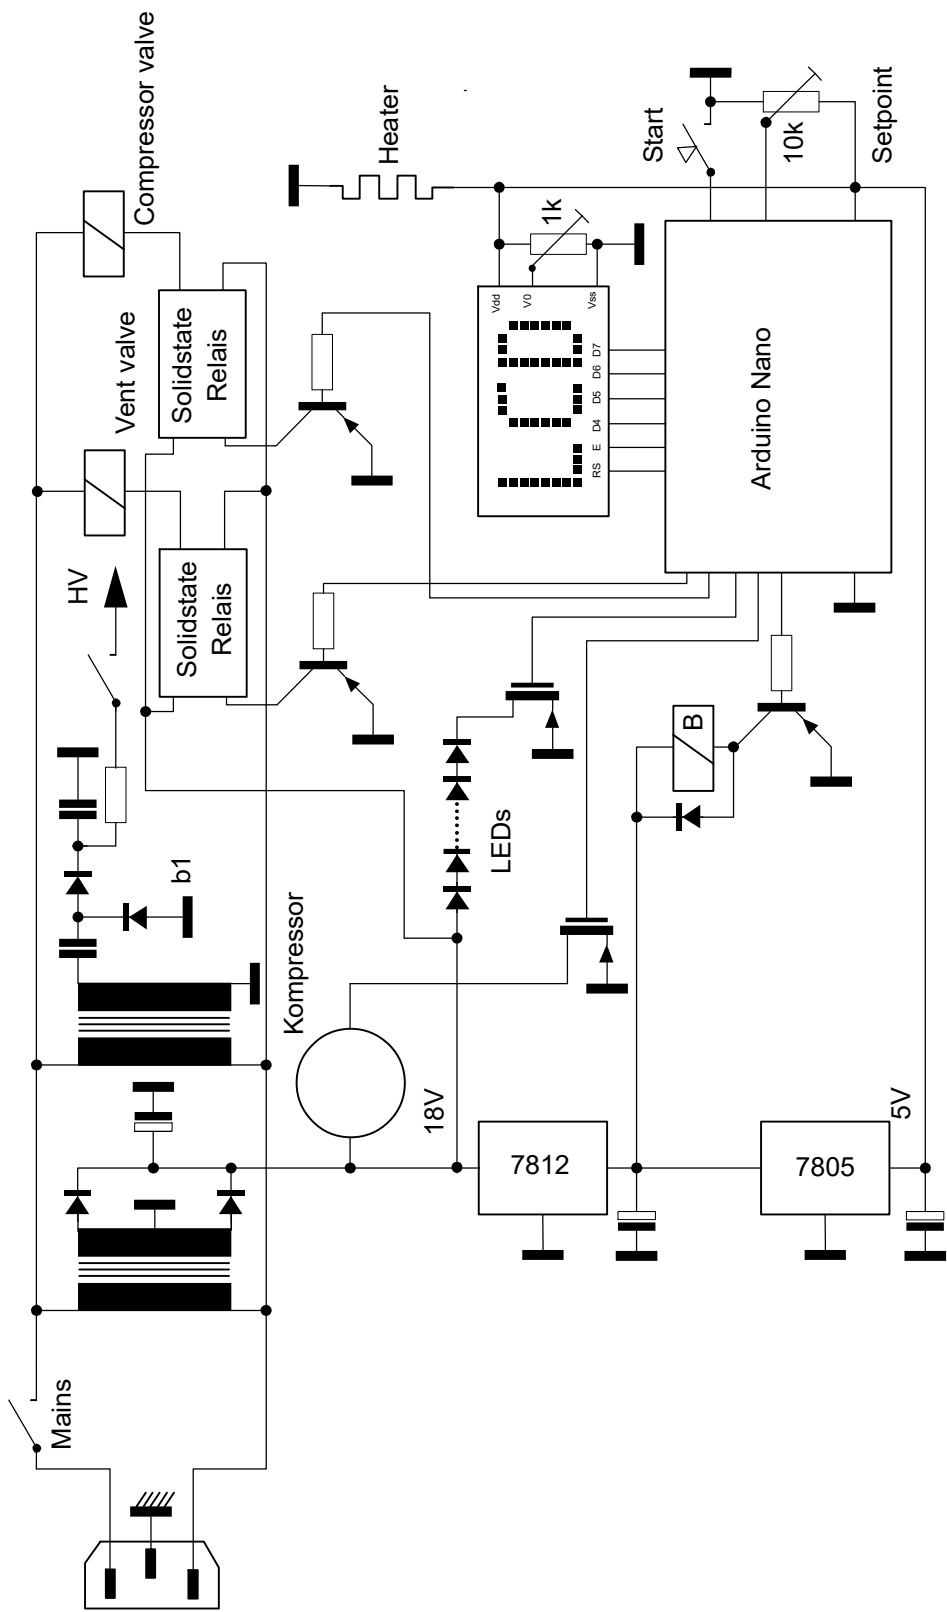 Mains
b1
HV
Vent valve
Compressor valve
Solidstate
Relais
Solidstate
Relais
Kompressor
Heater
18V
LEDs
LCD
Vdd
V0
Vss
RS
E
D4
D5
D6
D7
1k
Start
10k
Setpoint
7812
B
Arduino Nano
7805
5V